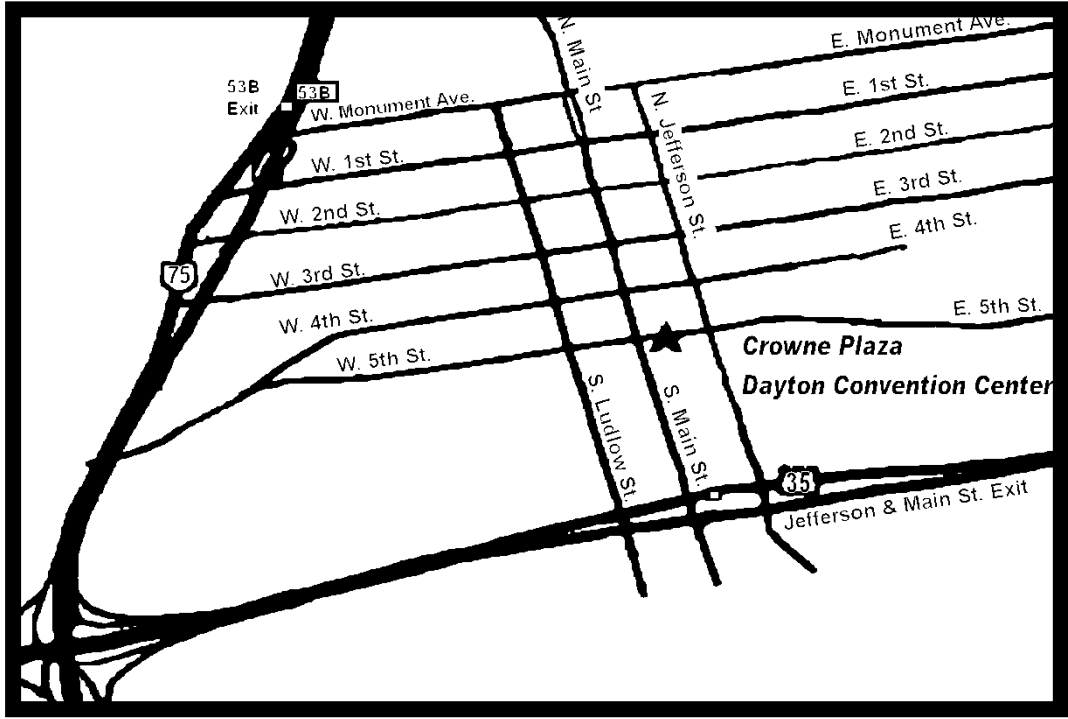 E. Monument Ave.
N. Main St
53B
Exit
53B
W. Monument Ave.
E. 1st St.
N. Jefferson St.
W. 1st St.
E. 2nd St.
W. 2nd St.
E. 3rd St.
E. 4th St.
75
W. 3rd St.
E. 5th St.
W. 4th St.
W. 5th St.
Crowne Plaza
Dayton Convention Center
S. Ludlow St.
S. Main St.
35
Jefferson & Main St. Exit